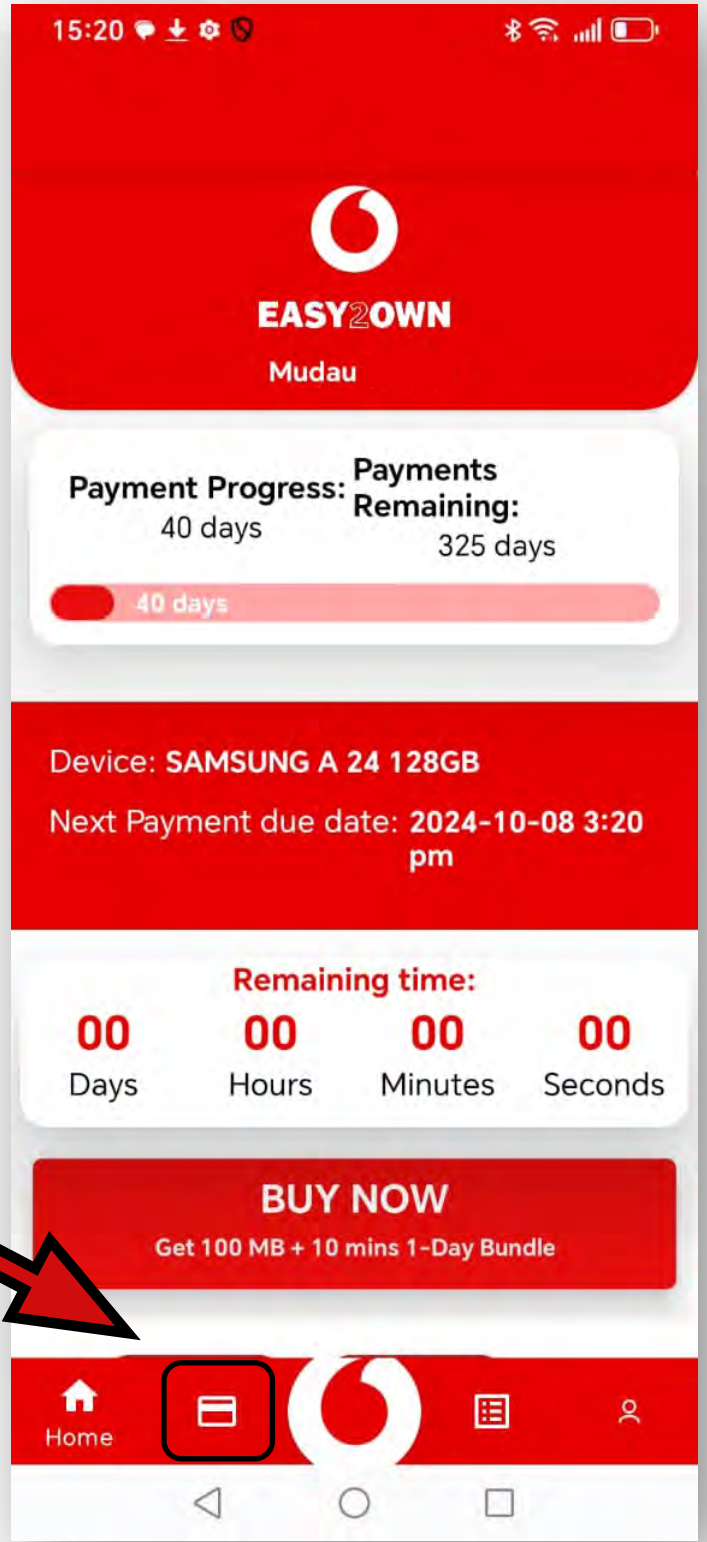 15:20
EASY2OWN
Mudau
Payment Progress:
40 days
Payments
Remaining:
325 days
40 days
Device: SAMSUNG A 24 128GB
Next Payment due date: 2024-10-08 3:20
pm
Remaining time:
00 00 00 00
Days Hours Minutes Seconds
BUY NOW
Get 100 MB + 10 mins 1-Day Bundle
Home